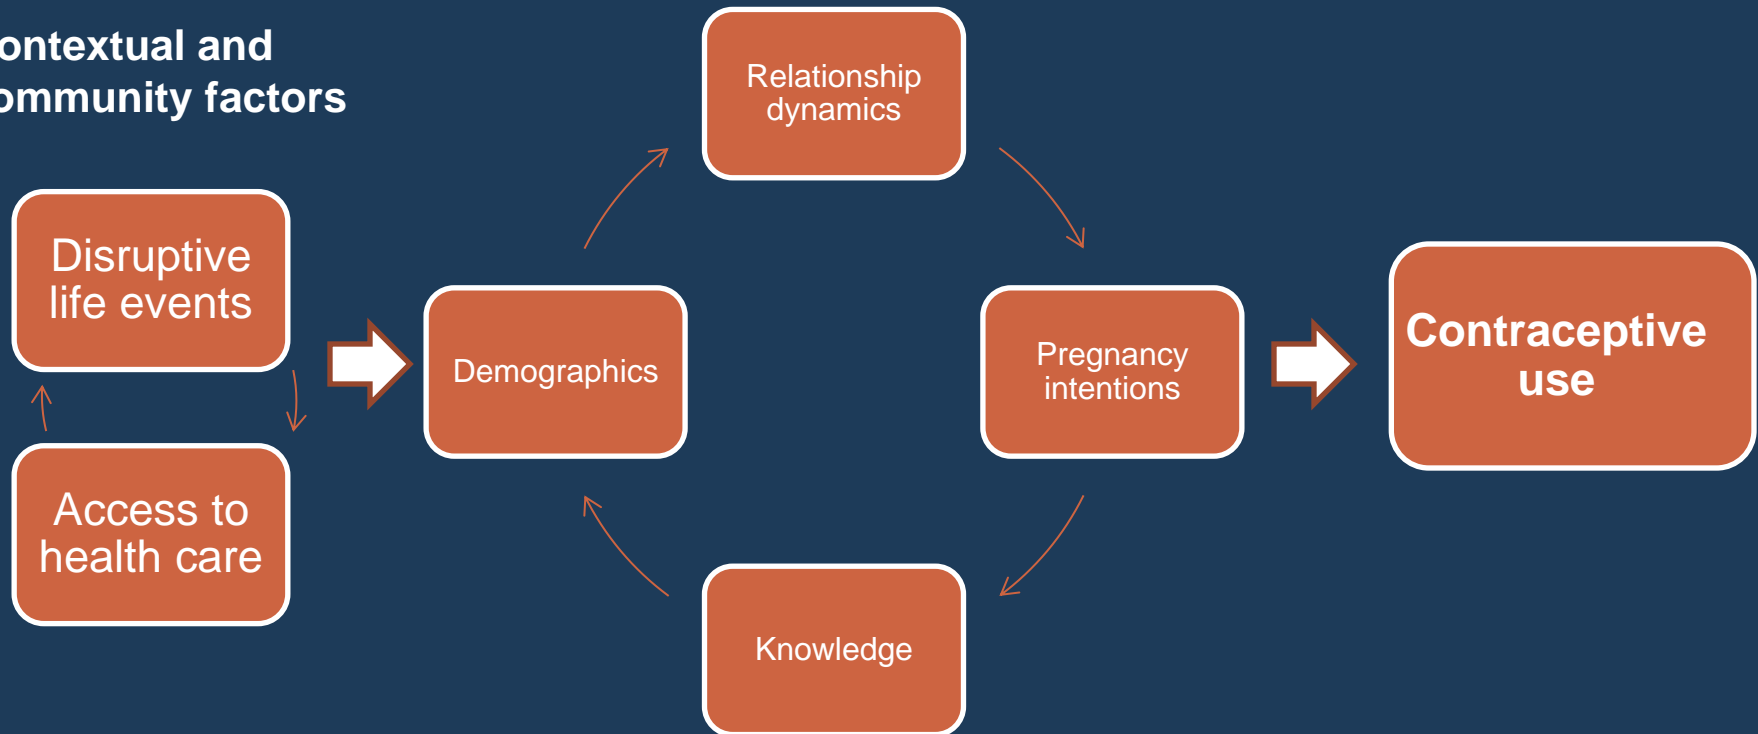 ontextual and
ommunity factors
Relationship
dynamics
Disruptive
life events
Demographics
Pregnancy
intentions
Contraceptive
use
Access to
health care
Knowledge